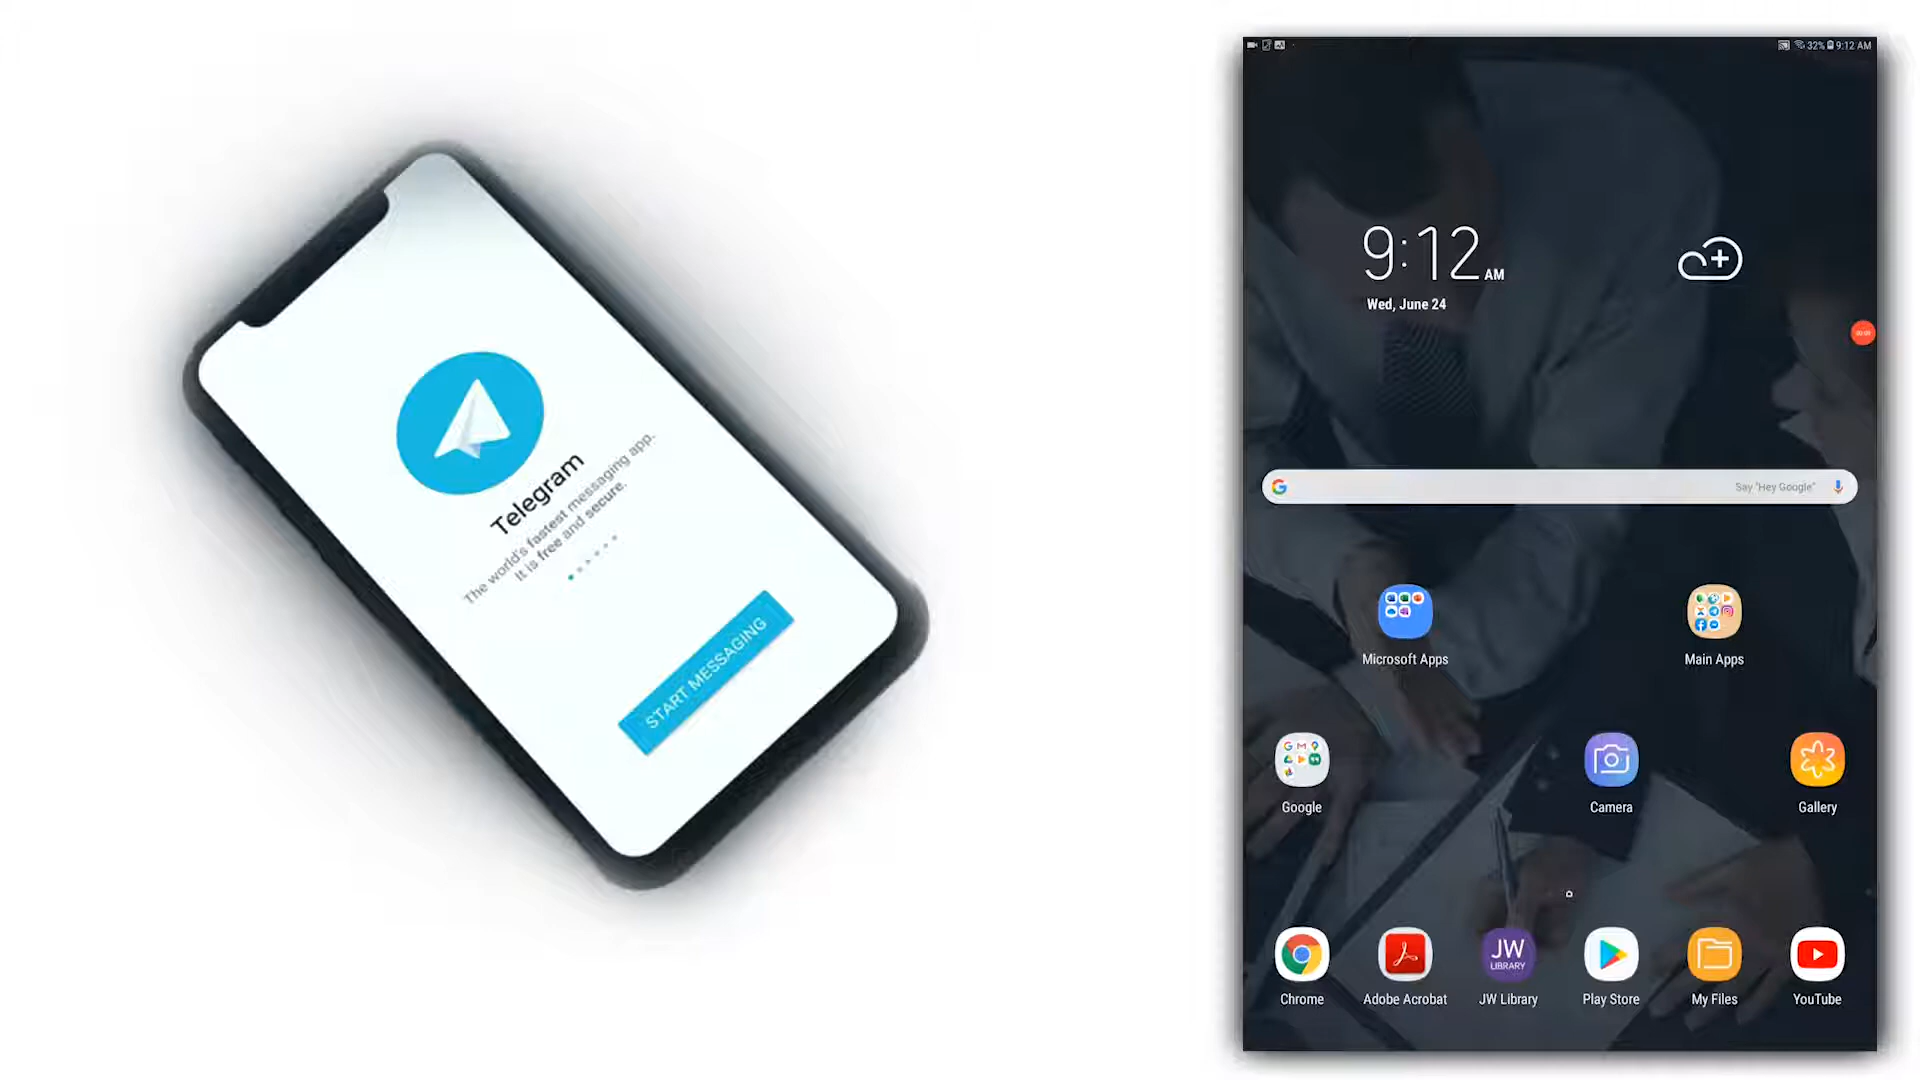 Telegram
The world's fastest messaging app.
It is free and secure.
START MESSAGING
32% 9:12 AM
9:12 AM
Wed, June 24
Say "Hey Google"
Microsoft Apps
Main Apps
Google
Camera
Gallery
JW
LIBRARY
Chrome
Adobe Acrobat
JW Library
Play Store
My Files
YouTube